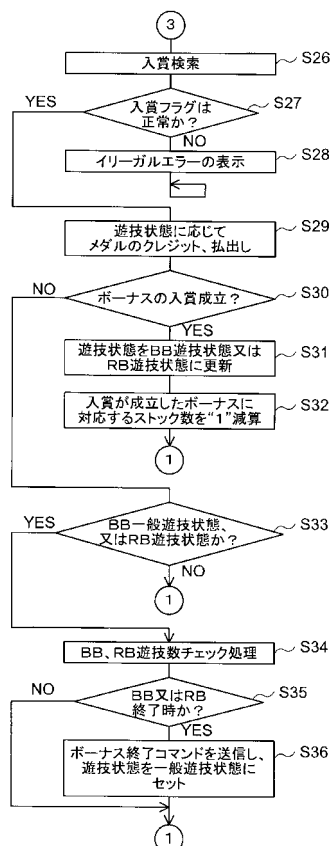 3
入賞検索
S26
YES
入賞フラグは
正常か？
S27
NO
イリーガルエラーの表示
S28
遊技状態に応じて
メダルのクレジット、払出し
S29
NO
ボーナスの入賞成立？
S30
YES
遊技状態をBB遊技状態又は
RB遊技状態に更新
S31
入賞が成立したボーナスに
対応するストック数を“1”減算
S32
1
YES
BB一般遊技状態、
又はRB遊技状態か？
S33
NO
1
BB、RB遊技数チェック処理
S34
NO
BB又はRB
終了時か？
S35
YES
ボーナス終了コマンドを送信し、
遊技状態を一般遊技状態に
セット
S36
1